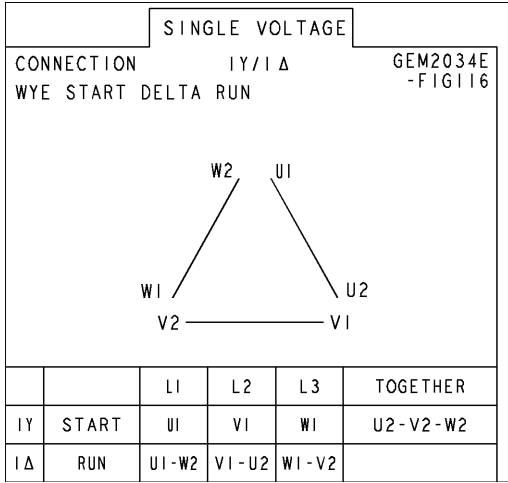 SINGLE VOLTAGE
CONNECTION 1Y/1Δ GEM2034E
WYE START DELTA RUN -FIG116
W2 U1
W1 U2
V2 V1
L1 L2 L3 TOGETHER
1Y START U1 V1 W1 U2-V2-W2
1Δ RUN U1-W2 V1-U2 W1-V2